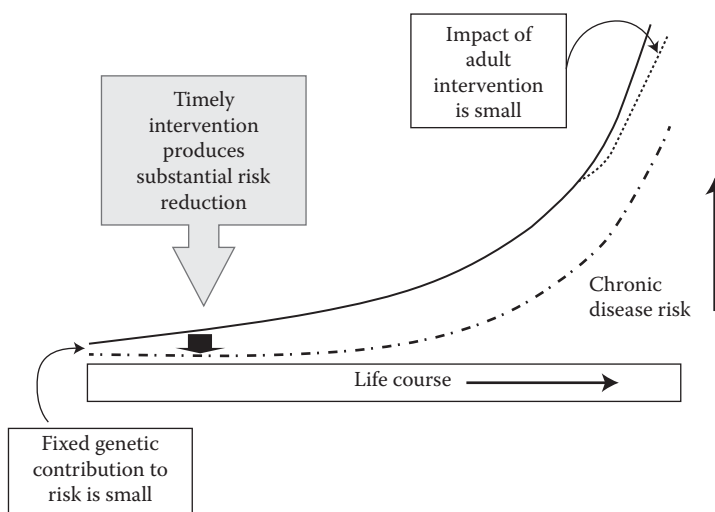 Impact of
adult
intervention
is small
Timely
intervention
produces
substantial risk
reduction
Chronic
disease risk
Life course
Fixed genetic
contribution to
risk is small